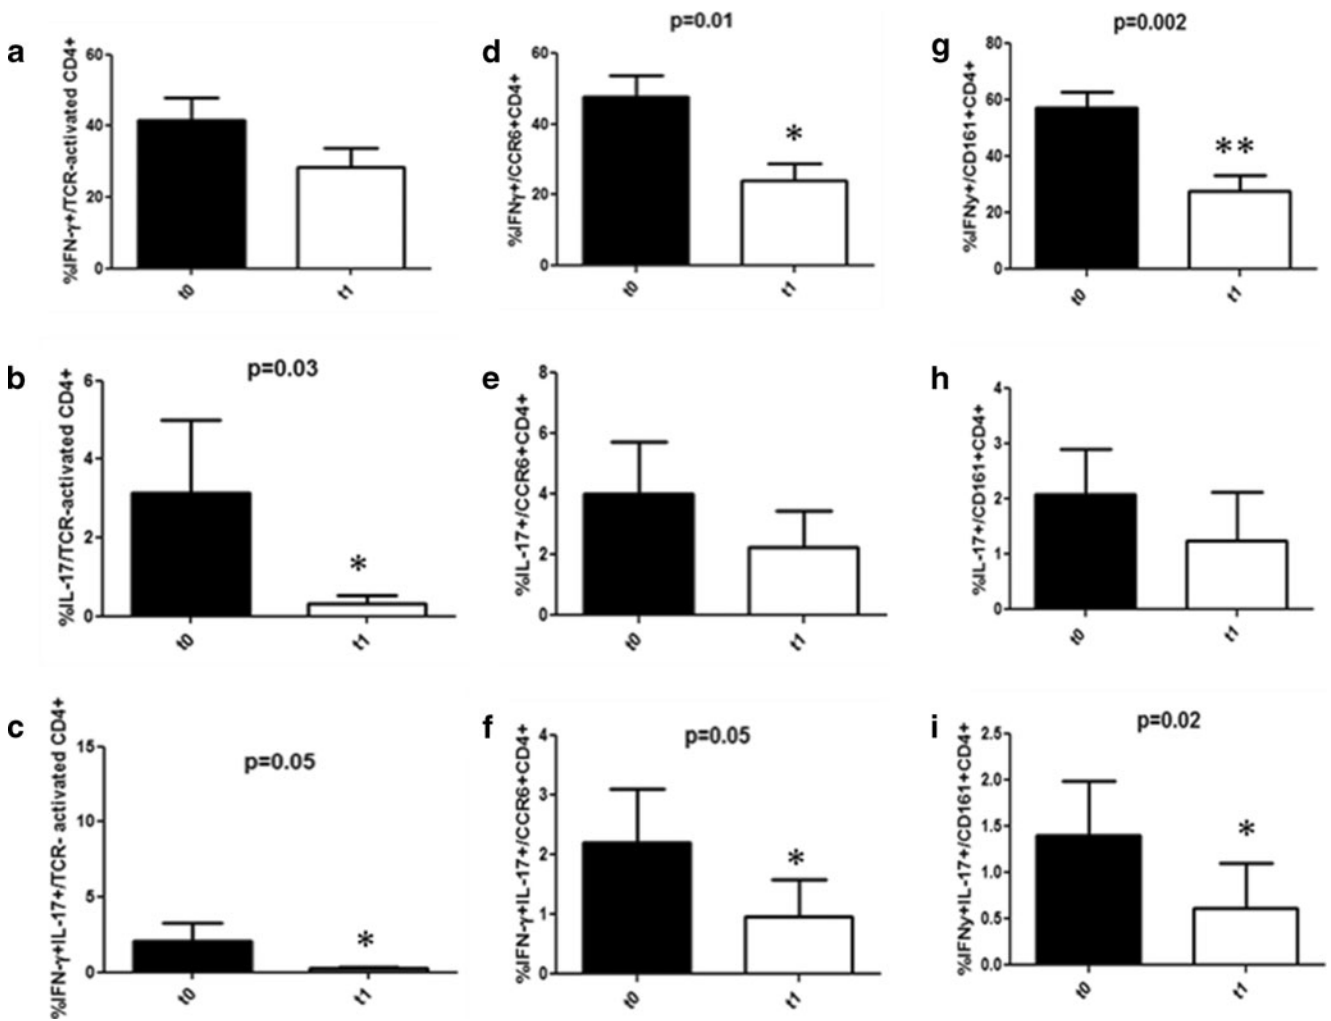 a
%IFN-γ+/TCR-activated CD4+
60
40
20
0
t0
t1
d
p=0.01
%IFNγ+/CCR6+CD4+
60
40
20
0
*
t0
t1
g
p=0.002
%IFNy+/CD161+CD4+
80
60
40
20
0
**
t0
t1
b
p=0.03
%IL-17/TCR-activated CD4+
6
4
2
0
*
t0
t1
e
%IL-17+/CCR6+CD4+
8
6
4
2
0
t0
t1
h
%IL-17+/CD161+CD4+
4
3
2
1
0
t0
t1
c
p=0.05
%IFN-γ+IL-17+/TCR- activated CD4+
15
10
5
0
*
t0
t1
f
p=0.05
%IFN-γ+IL-17+/CCR6+CD4+
4
3
2
1
0
*
t0
t1
i
p=0.02
%IFNy+IL-17+/CD161+CD4+
2.5
2.0
1.5
1.0
0.5
0.0
*
t0
t1